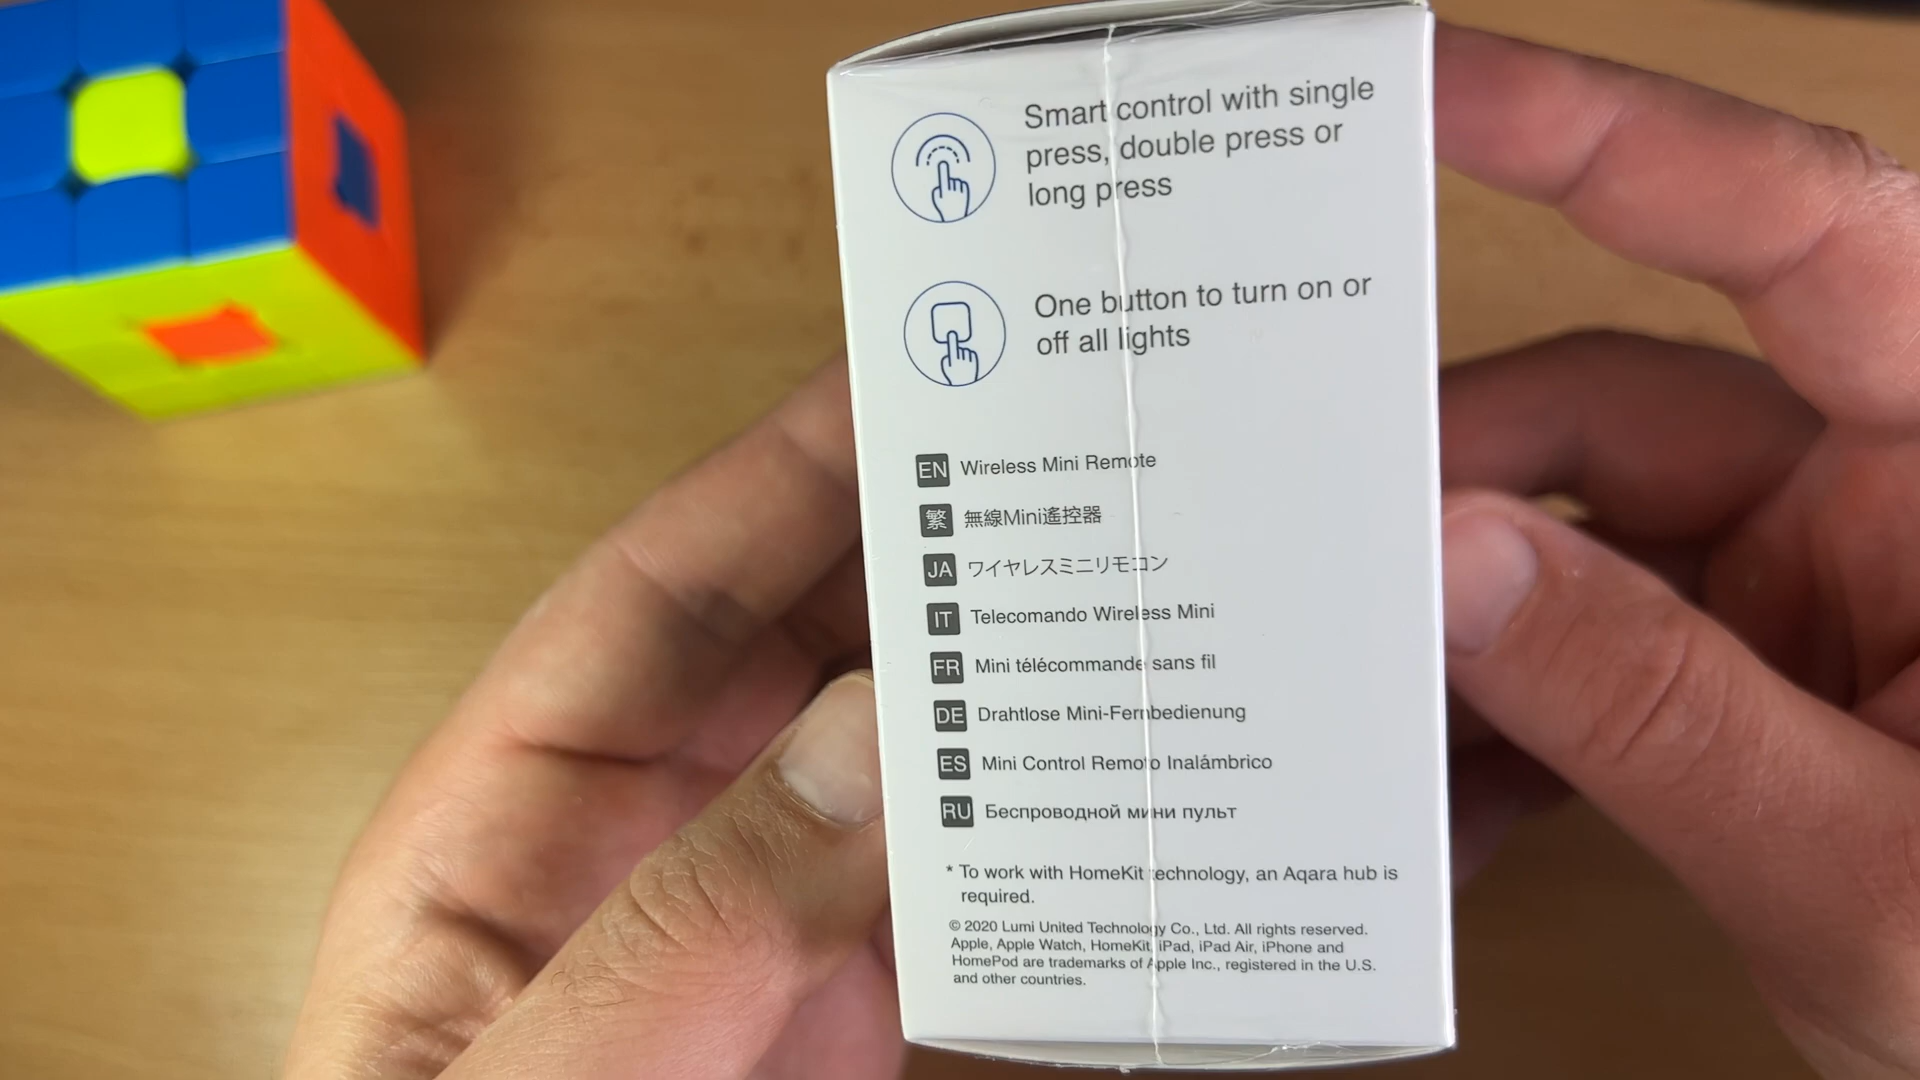 Smart control with single
press, double press or
long press
One button to turn on or
off all lights
EN Wireless Mini Remote
繁 無線Mini遙控器
JA ワイヤレスミニリモコン
IT Telecomando Wireless Mini
FR Mini télécommande sans fil
DE Drahtlose Mini-Fernbedienung
ES Mini Control Remoto Inalámbrico
RU Беспроводной мини пульт
* To work with HomeKit technology, an Aqara hub is
required.
© 2020 Lumi United Technology Co., Ltd. All rights reserved.
Apple, Apple Watch, HomeKit, iPad, iPad Air, iPhone and
HomePod are trademarks of Apple Inc., registered in the U.S.
and other countries.